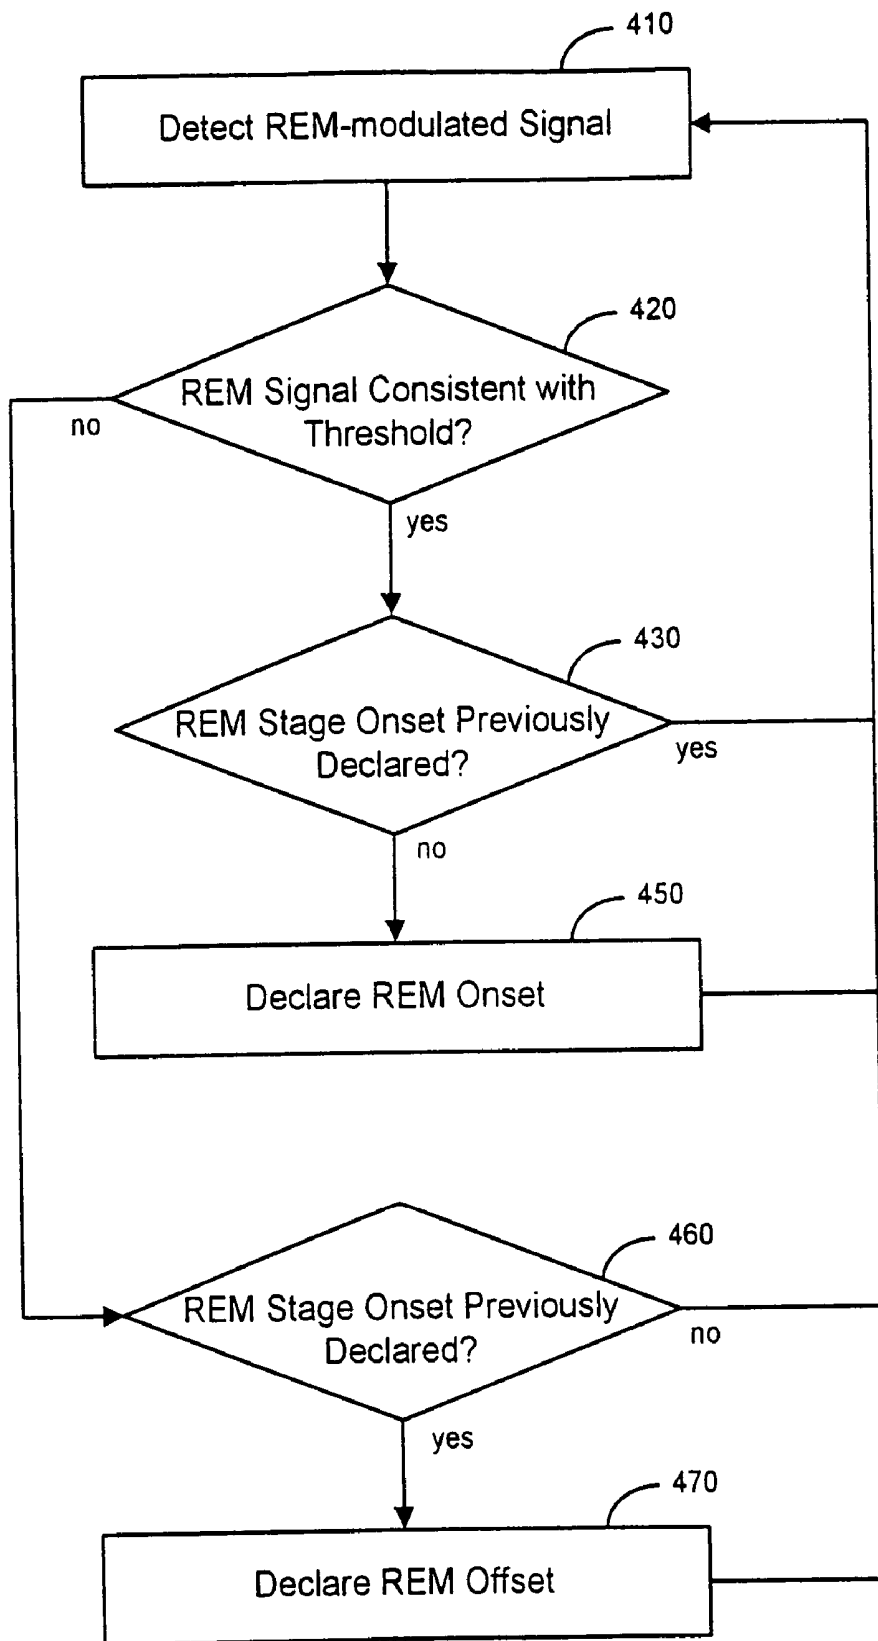 410
Detect REM-modulated Signal
420
REM Signal Consistent with
Threshold?
no
yes
430
REM Stage Onset Previously
Declared?
yes
no
450
Declare REM Onset
460
REM Stage Onset Previously
Declared?
no
yes
470
Declare REM Offset